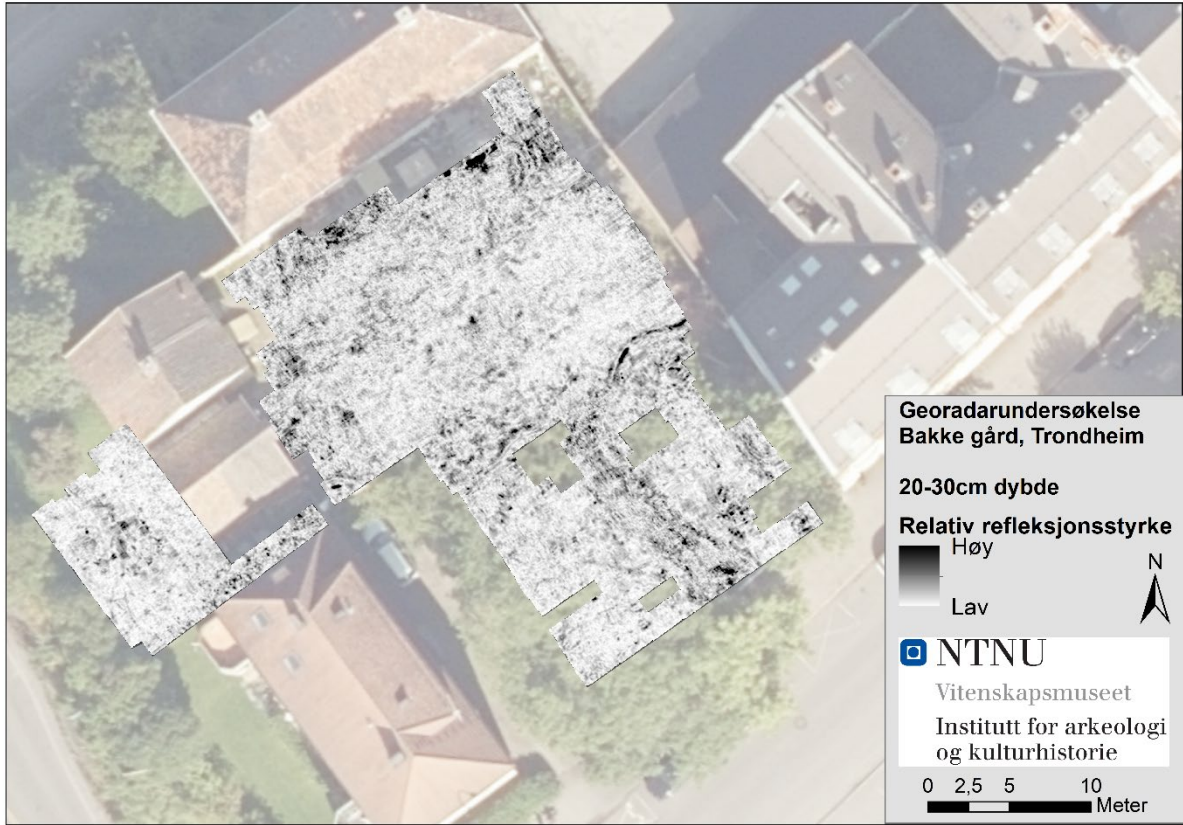 Georadarundersøkelse
Bakke gård, Trondheim
20-30cm dybde
Relativ refleksjonsstyrke
Høy
Lav
N
NTNU
Vitenskapsmuseet
Institutt for arkeologi
og kulturhistorie
0 2,5 5 10
Meter